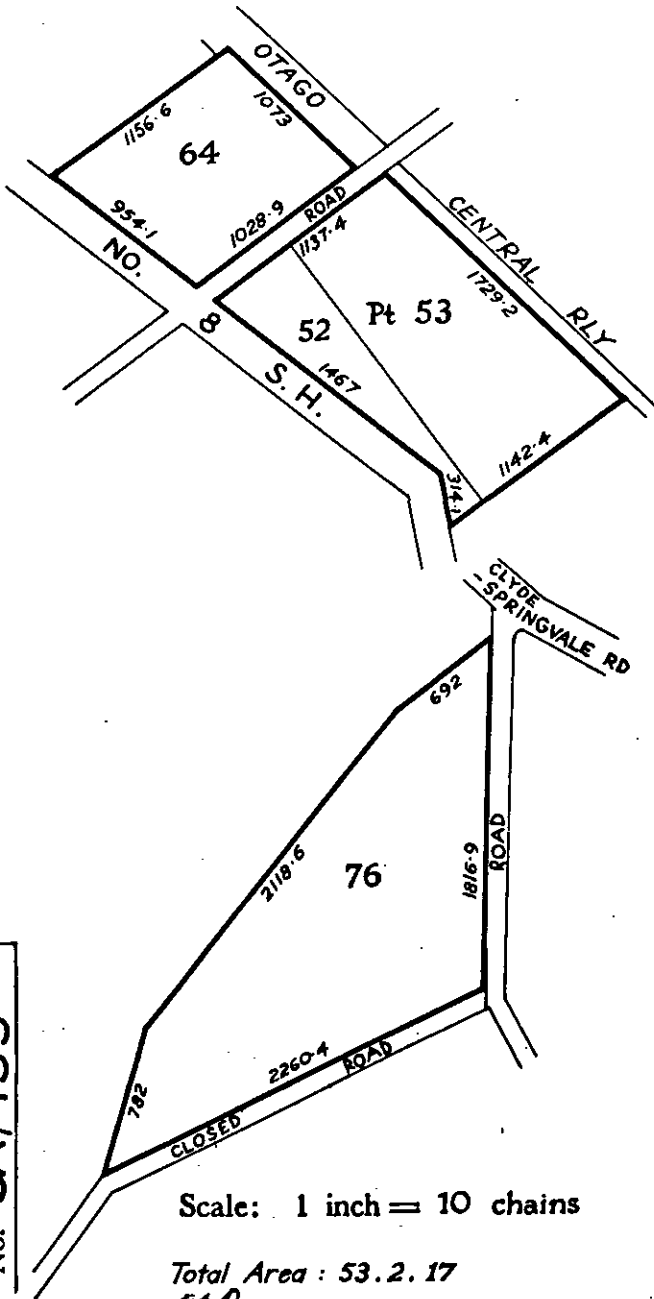 OTAGO
1156.6
1073
64
954.1
1028.9
ROAD
1137.4
CENTRAL
RLY
1729.2
NO.
8
S. H.
52
Pt 53
1467
314.1
1142.4
CLYDE
-SPRINGVALE RD
692
2118.6
76
1816.9
ROAD
2260.4
782
CLOSED
ROAD
No.
Scale: 1 inch = 10 chains
Total Area : 53.2.17